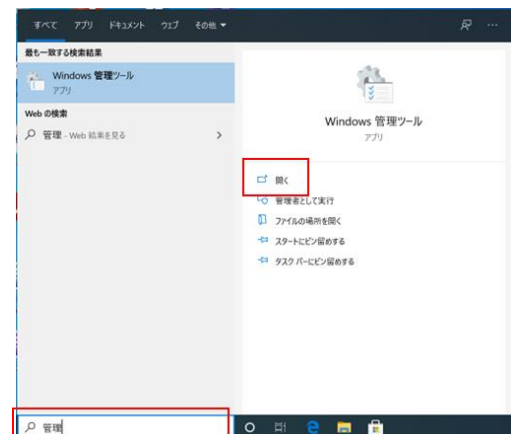 すべて アプリ ドキュメント ウェブ その他
最も一致する検索結果
Windows 管理ツール
アプリ
Web の検索
管理 - Web 結果を見る
Windows 管理ツール
アプリ
開く
管理者として実行
ファイルの場所を開く
スタートにピン留めする
タスク バーにピン留めする
管理